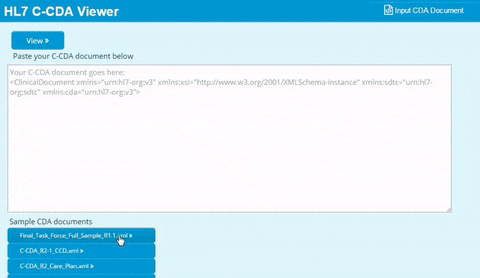 HL7 C-CDA Viewer
Input CDA Document
View »
Paste your C-CDA document below
Your C-CDA document goes here:
<ClinicalDocument xmlns="urn:hl7-org:v3" xmlns:xsi="http://www.w3.org/2001/XMLSchema-instance" xmlns:sdtc="urn:hl7-
org:sdtc" xmlns:cda="urn:hl7-org:v3">
Sample CDA documents
Final_Task_Force_Full_Sample_R1.1.xml »
C-CDA_R2-1_CCD.xml »
C-CDA_R2_Care_Plan.xml »